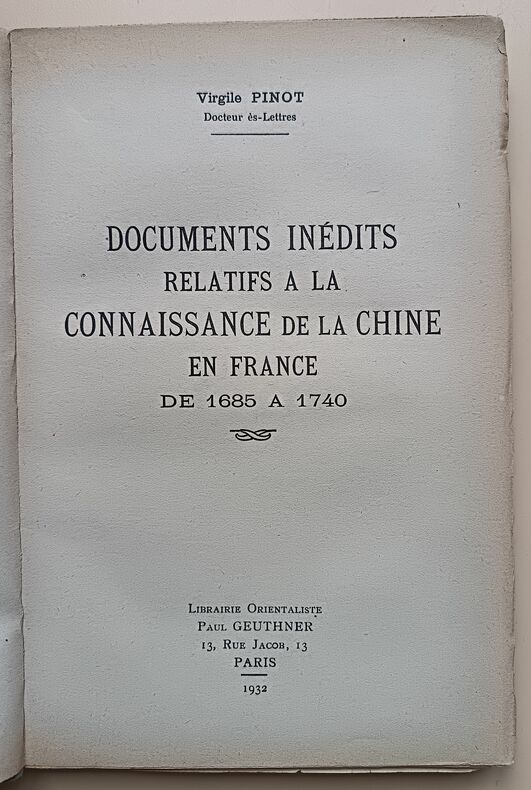 Virgile PINOT
Docteur ès-Lettres
DOCUMENTS INÉDITS
RELATIFS A LA
CONNAISSANCE DE LA CHINE
EN FRANCE
DE 1685 A 1740
LIBRAIRIE ORIENTALISTE
PAUL GEUTHNER
13, RUE JACOB, 13
PARIS
1932